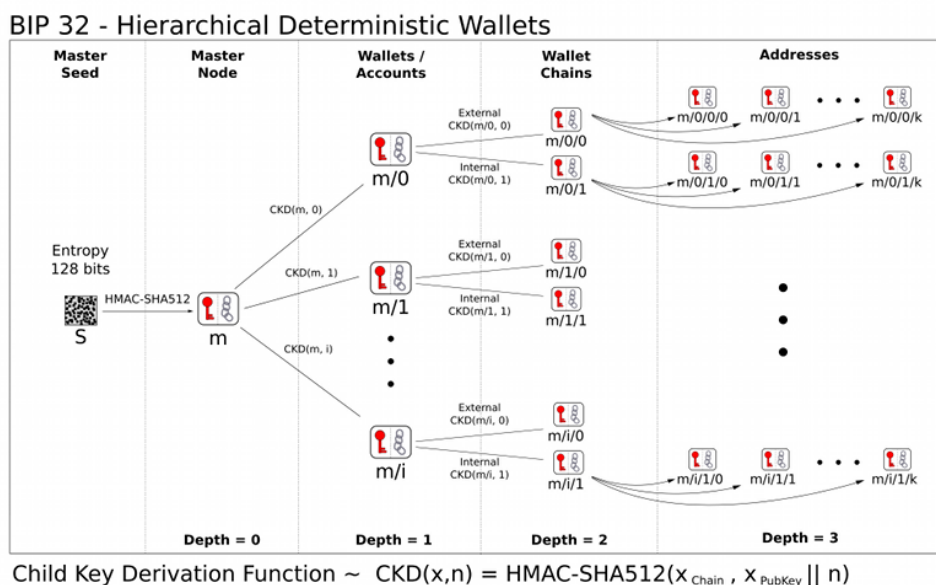 BIP 32 - Hierarchical Deterministic Wallets
Master
Seed
Master
Node
Wallets /
Accounts
Wallet
Chains
Addresses
Entropy
128 bits
S
HMAC-SHA512
m
CKD(m, 0)
CKD(m, 1)
CKD(m, i)
m/0
m/1
m/i
External
CKD(m/0, 0)
Internal
CKD(m/0, 1)
External
CKD(m/1, 0)
Internal
CKD(m/1, 1)
External
CKD(m/i, 0)
Internal
CKD(m/i, 1)
m/0/0
m/0/1
m/1/0
m/1/1
m/i/0
m/i/1
m/0/0/0 m/0/0/1 m/0/0/k
m/0/1/0 m/0/1/1 m/0/1/k
m/i/1/0 m/i/1/1 m/i/1/k
Depth = 0 Depth = 1 Depth = 2 Depth = 3
Child Key Derivation Function ~ CKD(x,n) = HMAC-SHA512(x Chain , x PubKey || n)